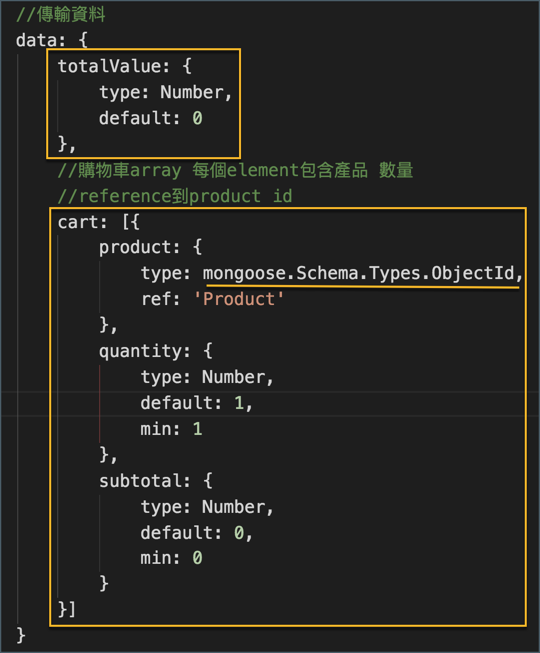 //傳輸資料
data: {
totalValue: {
type: Number,
default: 0
},
//購物車array 每個element包含產品 數量
//reference到product id
cart: [{
product: {
type: mongoose.Schema.Types.ObjectId,
ref: 'Product'
},
quantity: {
type: Number,
default: 1,
min: 1
},
subtotal: {
type: Number,
default: 0,
min: 0
}
}]
}